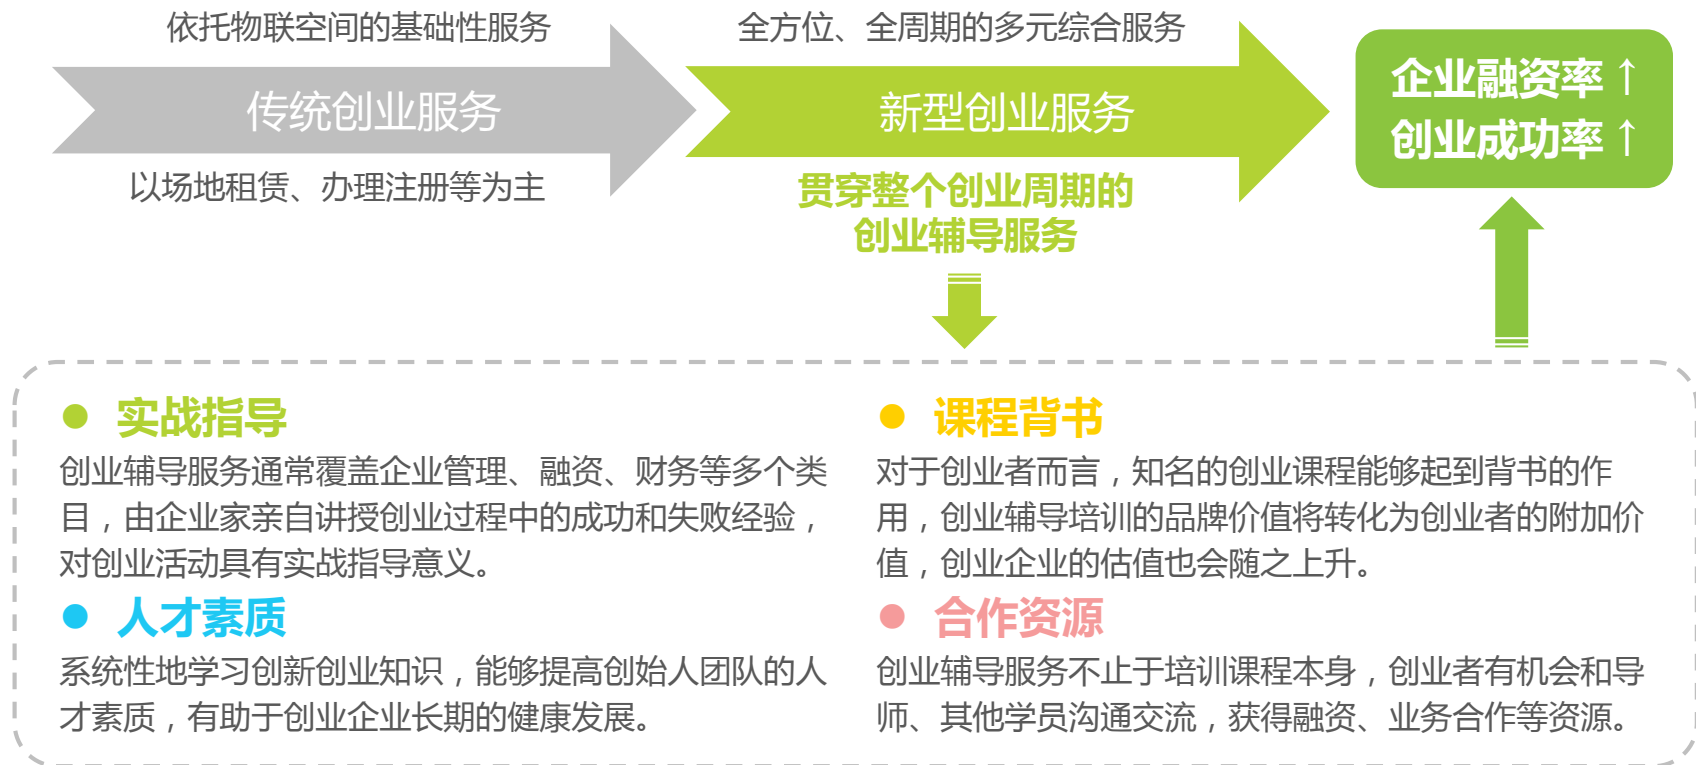 依托物联空间的基础性服务
传统创业服务
以场地租赁、办理注册等为主
全方位、全周期的多元综合服务
新型创业服务
贯穿整个创业周期的
创业辅导服务
企业融资率↑
创业成功率↑
● 实战指导
创业辅导服务通常覆盖企业管理、融资、财务等多个类
目，由企业家亲自讲授创业过程中的成功和失败经验，
对创业活动具有实战指导意义。
● 人才素质
系统性地学习创新创业知识，能够提高创始人团队的人
才素质，有助于创业企业长期的健康发展。
● 课程背书
对于创业者而言，知名的创业课程能够起到背书的作
用，创业辅导培训的品牌价值将转化为创业者的附加价
值，创业企业的估值也会随之上升。
● 合作资源
创业辅导服务不止于培训课程本身，创业者有机会和导
师、其他学员沟通交流，获得融资、业务合作等资源。